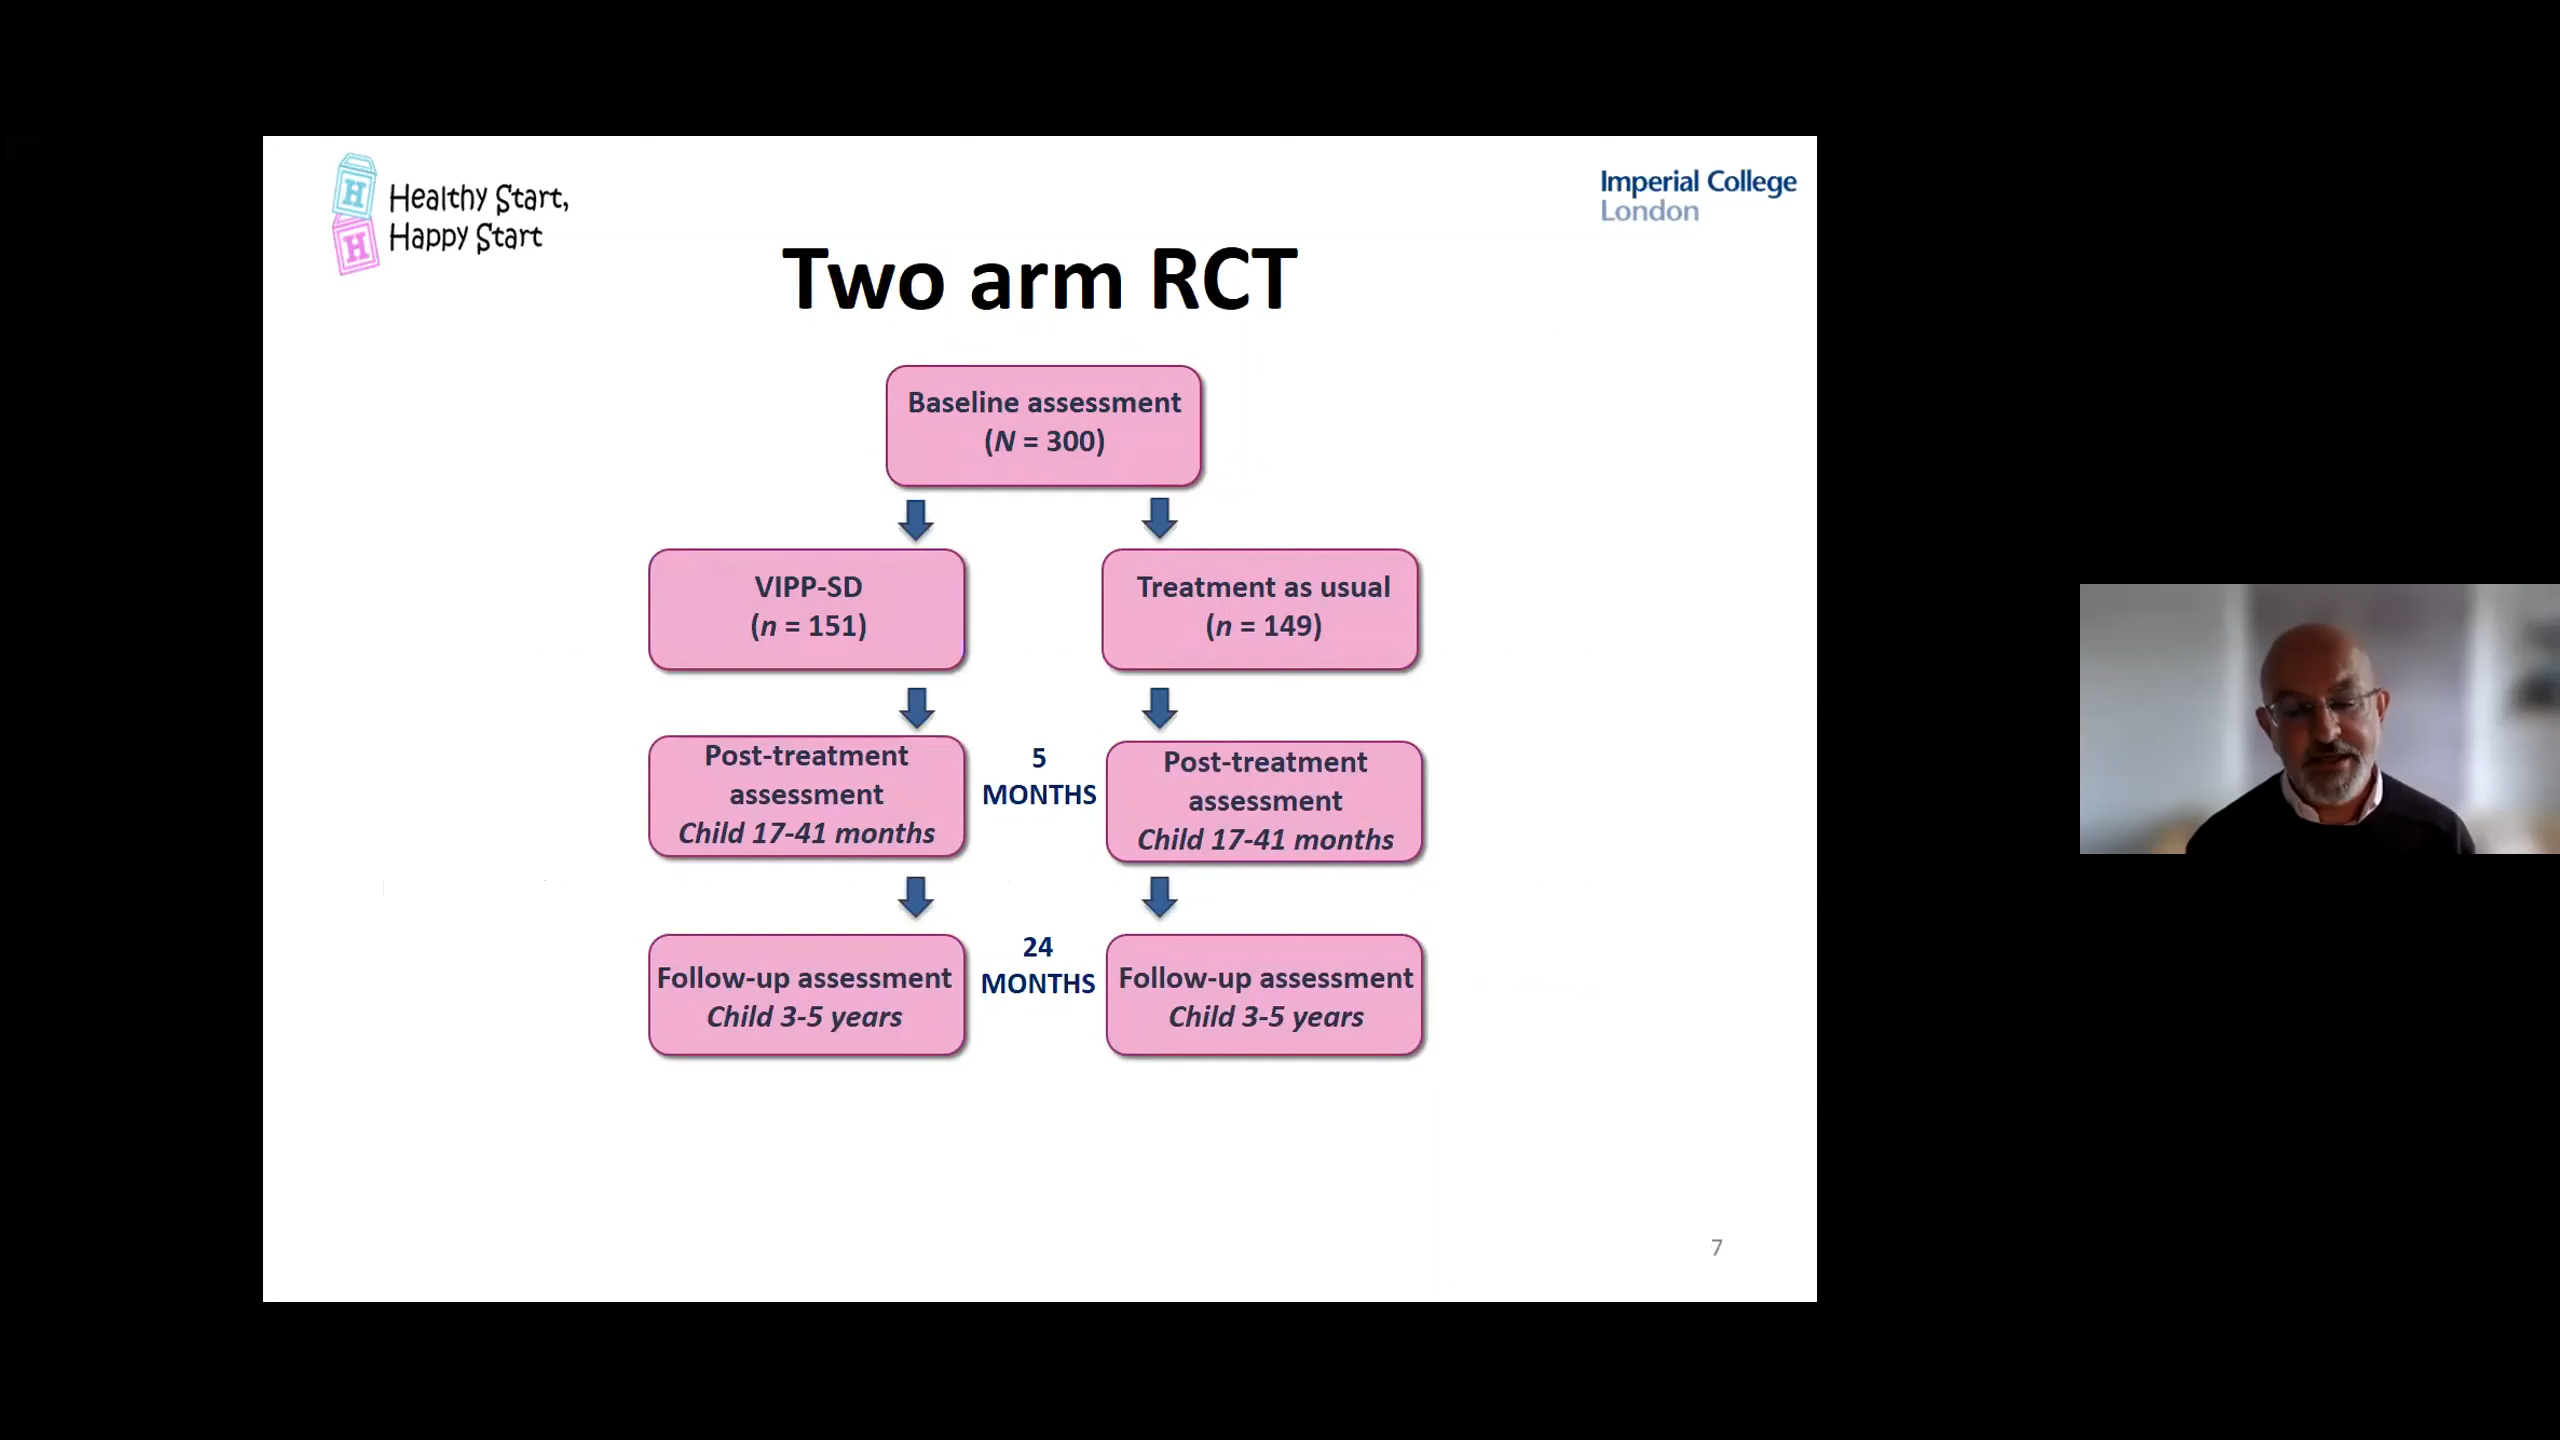 H
H
Healthy Start,
Happy Start
Imperial College
London
Two arm RCT
Baseline assessment
(N = 300)
VIPP-SD
(n = 151)
Treatment as usual
(n = 149)
Post-treatment
assessment
Child 17-41 months
5
MONTHS
Post-treatment
assessment
Child 17-41 months
Follow-up assessment
Child 3-5 years
24
MONTHS
Follow-up assessment
Child 3-5 years
7